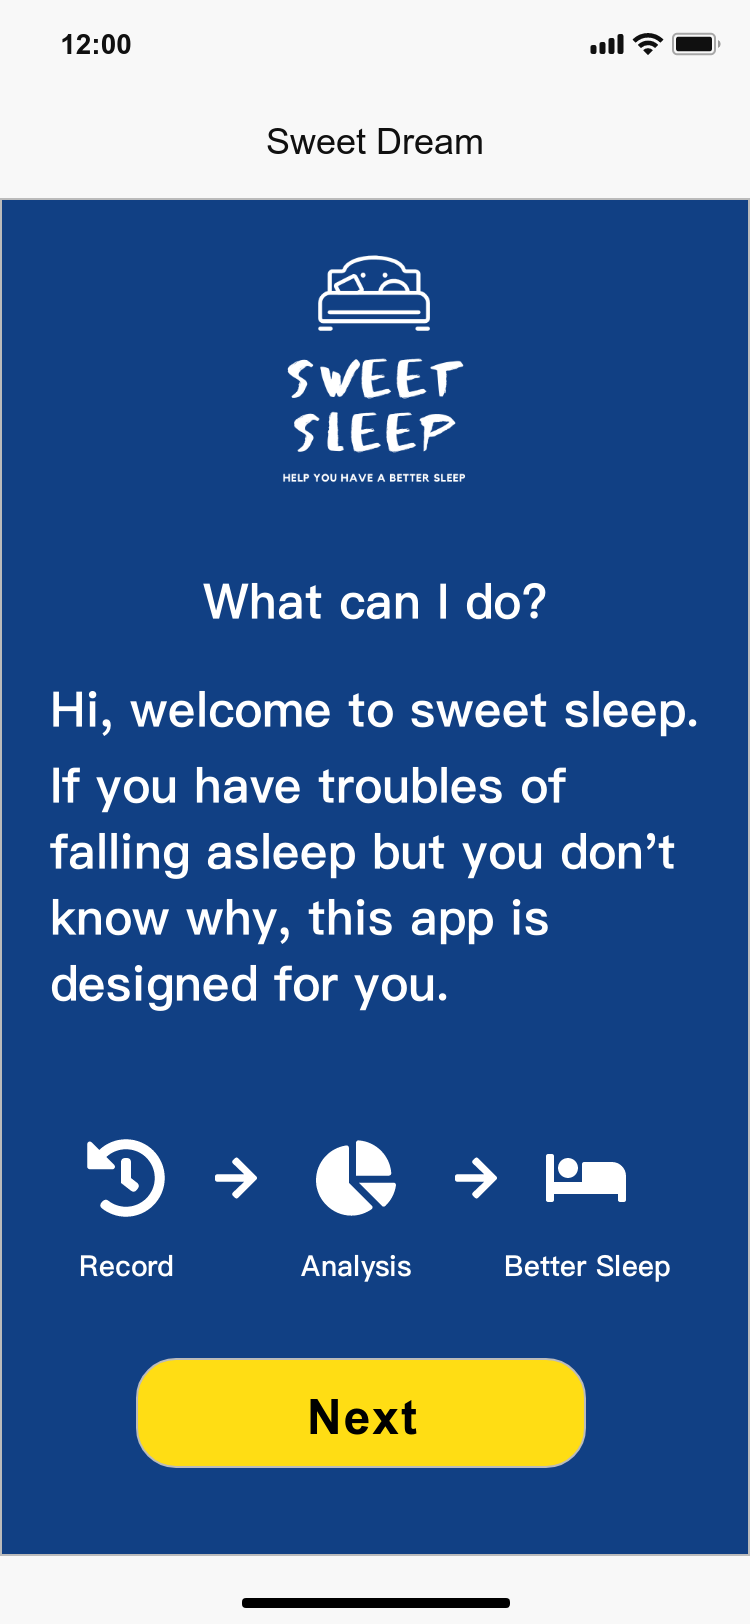 12:00
Sweet Dream
SWEET
SLEEP
HELP YOU HAVE A BETTER SLEEP
What can I do?
Hi, welcome to sweet sleep.
If you have troubles of
falling asleep but you don’t
know why, this app is
designed for you.
Record
Analysis
Better Sleep
Next